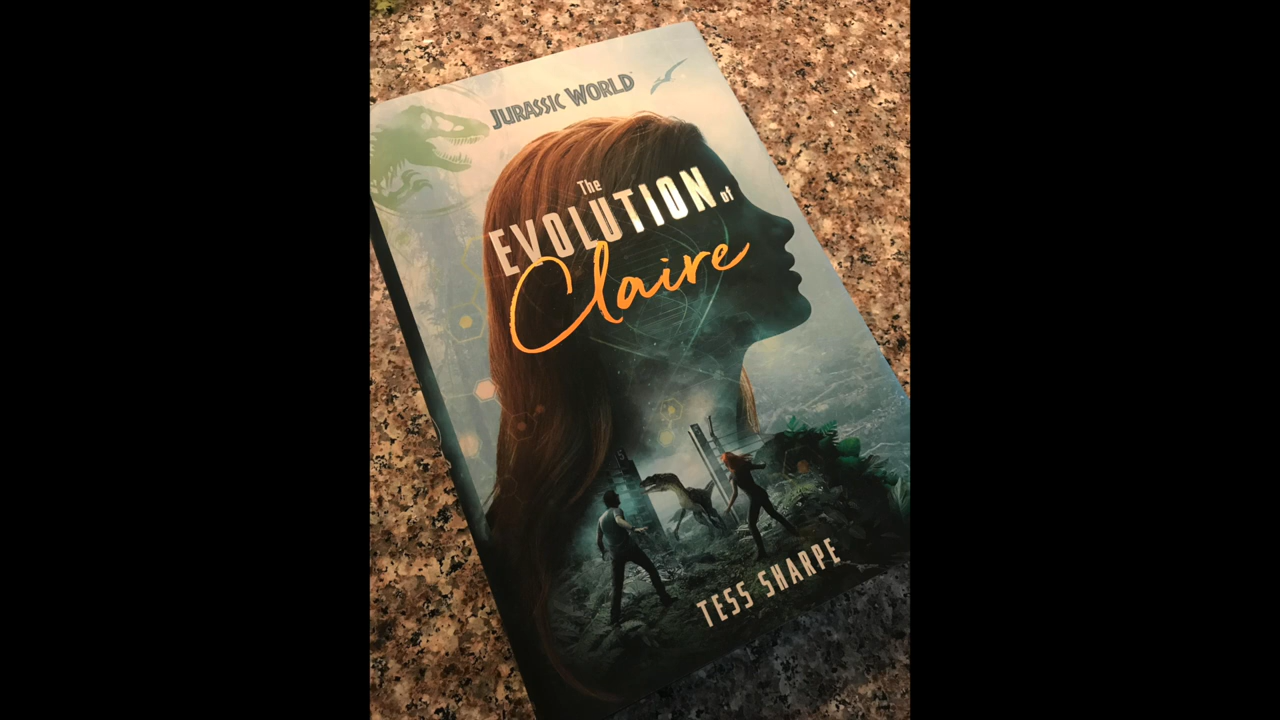 JURASSIC WORLD
The
EVOLUTION of
Claire
TESS SHARPE